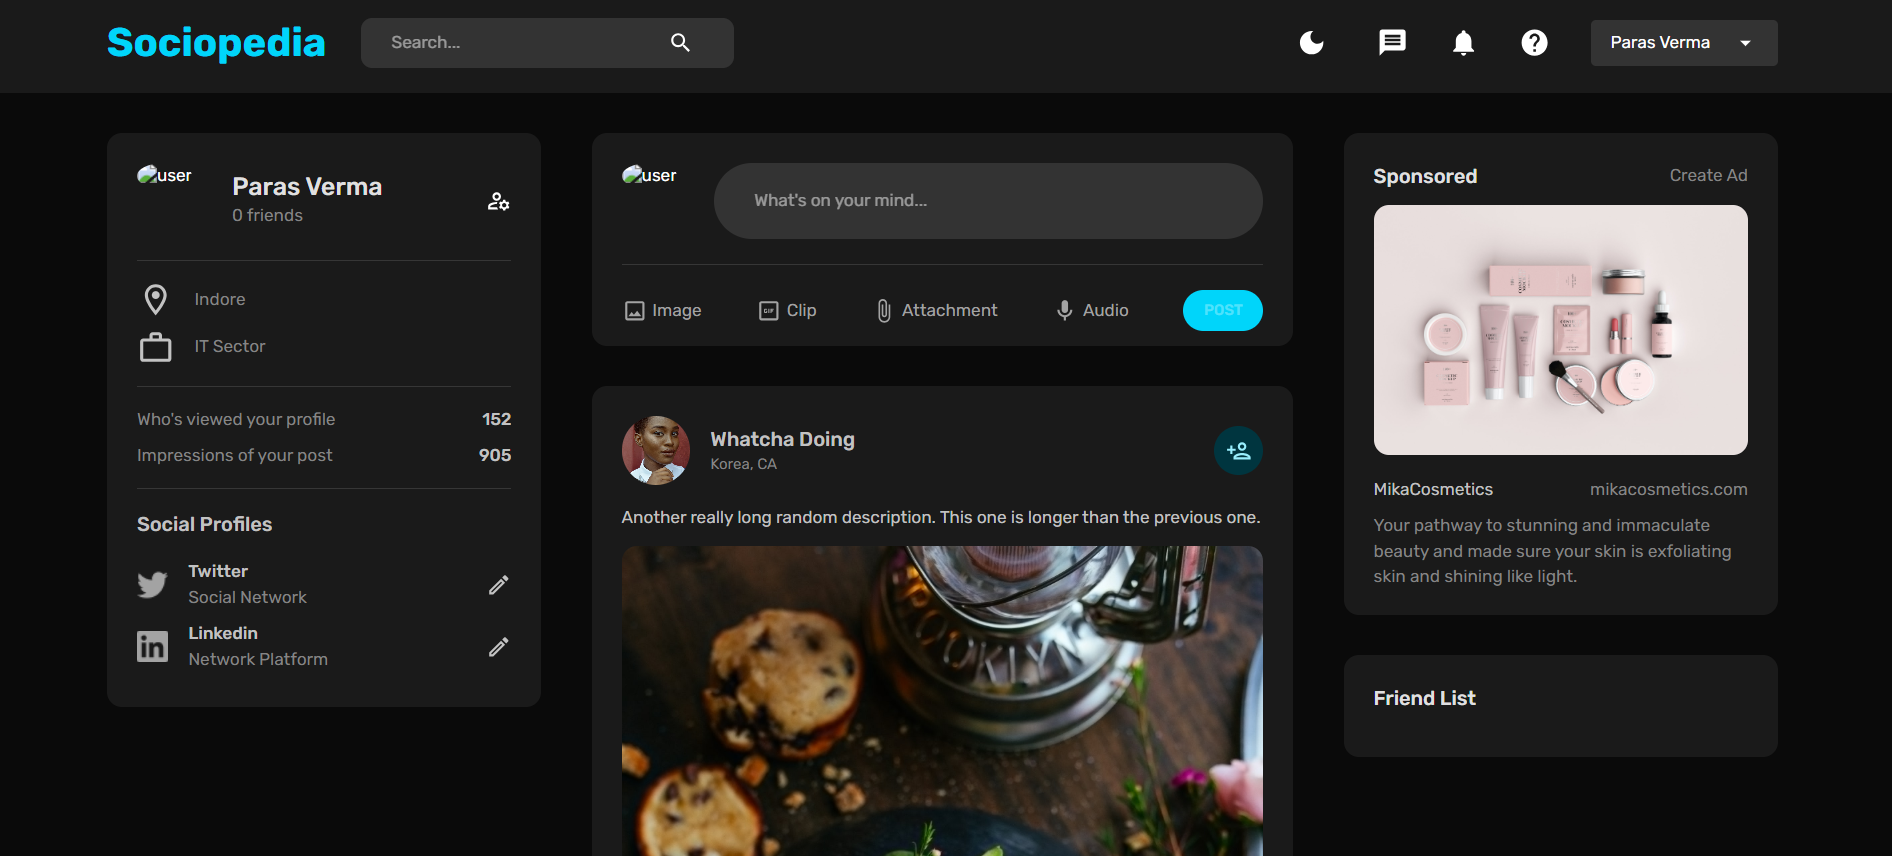 Sociopedia
Search...
Paras Verma
user
Paras Verma
0 friends
Indore
IT Sector
Who's viewed your profile 152
Impressions of your post 905
Social Profiles
Twitter
Social Network
Linkedin
Network Platform
user
What's on your mind...
Image Clip Attachment Audio POST
Whatcha Doing
Korea, CA
Another really long random description. This one is longer than the previous one.
Sponsored Create Ad
MikaCosmetics mikacosmetics.com
Your pathway to stunning and immaculate
beauty and made sure your skin is exfoliating
skin and shining like light.
Friend List